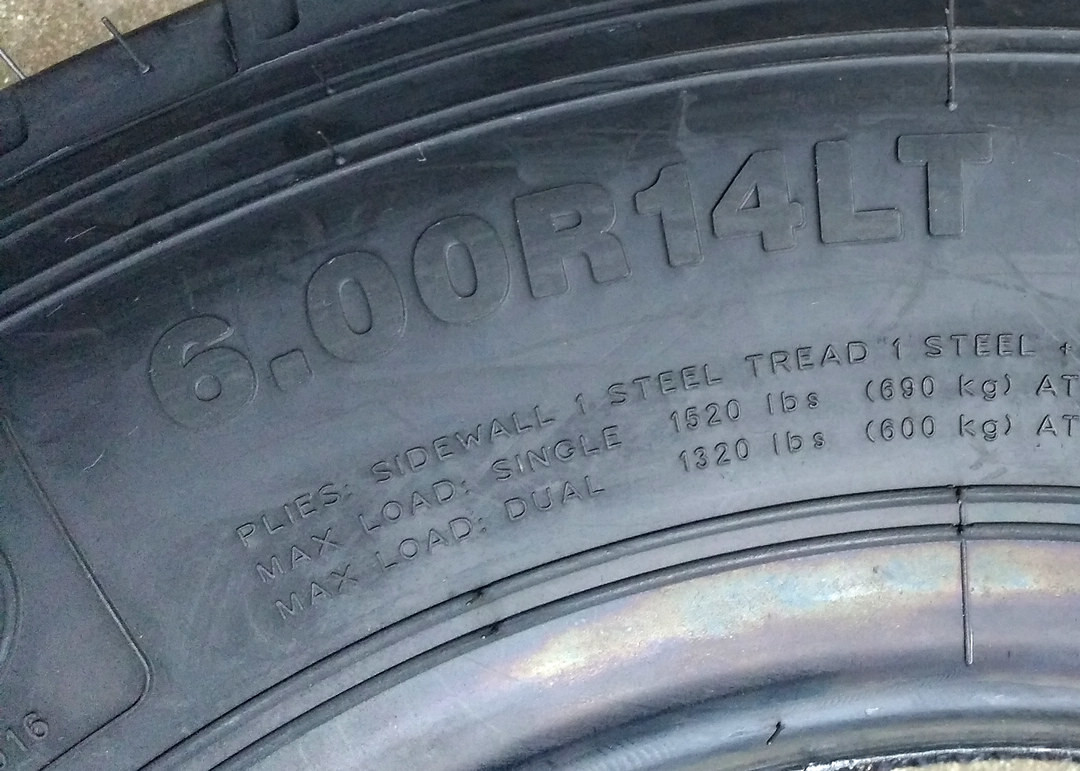 6.00R14LT
PLIES: SIDEWALL 1 STEEL TREAD 1 STEEL +
MAX LOAD: SINGLE 1520 lbs (690 kg) AT
MAX LOAD: DUAL 1320 lbs (600 kg) AT